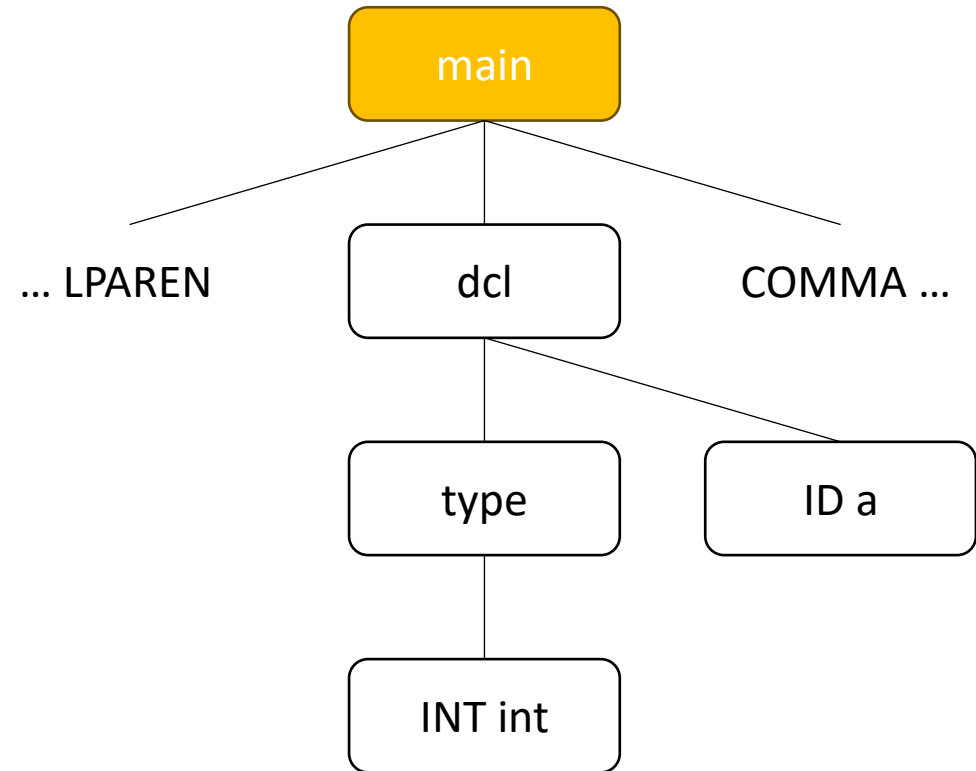 main
... LPAREN
dcl
COMMA ...
type
ID a
INT int